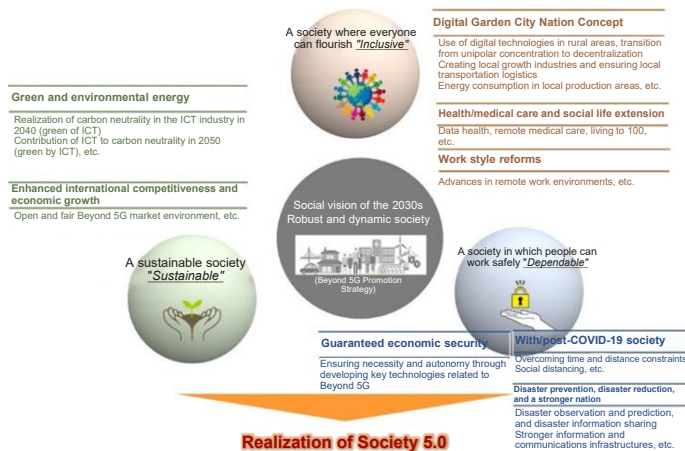 A society where everyone
can flourish "Inclusive"
Digital Garden City Nation Concept
Use of digital technologies in rural areas, transition
from unipolar concentration to decentralization
Creating local growth industries and ensuring local
transportation logistics
Energy consumption in local production areas, etc.
Health/medical care and social life extension
Data health, remote medical care, living to 100,
etc.
Work style reforms
Advances in remote work environments, etc.
Green and environmental energy
Realization of carbon neutrality in the ICT industry in
2040 (green of ICT)
Contribution of ICT to carbon neutrality in 2050
(green by ICT), etc.
Enhanced international competitiveness and
economic growth
Open and fair Beyond 5G market environment, etc.
Social vision of the 2030s
Robust and dynamic society
(Beyond 5G Promotion
Strategy)
A sustainable society
"Sustainable"
A society in which people can
work safely "Dependable"
Guaranteed economic security
Ensuring necessity and autonomy through
developing key technologies related to
Beyond 5G
With/post-COVID-19 society
Overcoming time and distance constraints
Social distancing, etc.
Disaster prevention, disaster reduction,
and a stronger nation
Disaster observation and prediction,
and disaster information sharing
Stronger information and
communications infrastructures, etc.
Realization of Society 5.0